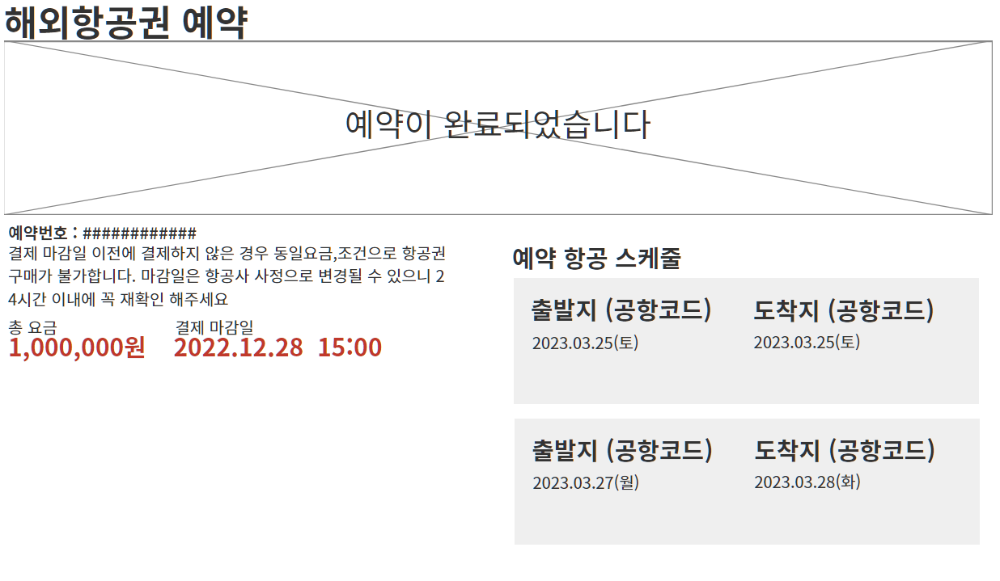 해외항공권 예약
예약이 완료되었습니다
예약번호 : ############
결제 마감일 이전에 결제하지 않은 경우 동일요금,조건으로 항공권
구매가 불가합니다. 마감일은 항공사 사정으로 변경될 수 있으니 2
4시간 이내에 꼭 재확인 해주세요
총 요금 결제 마감일
1,000,000원 2022.12.28 15:00
예약 항공 스케줄
출발지 (공항코드) 도착지 (공항코드)
2023.03.25(토) 2023.03.25(토)
출발지 (공항코드) 도착지 (공항코드)
2023.03.27(월) 2023.03.28(화)